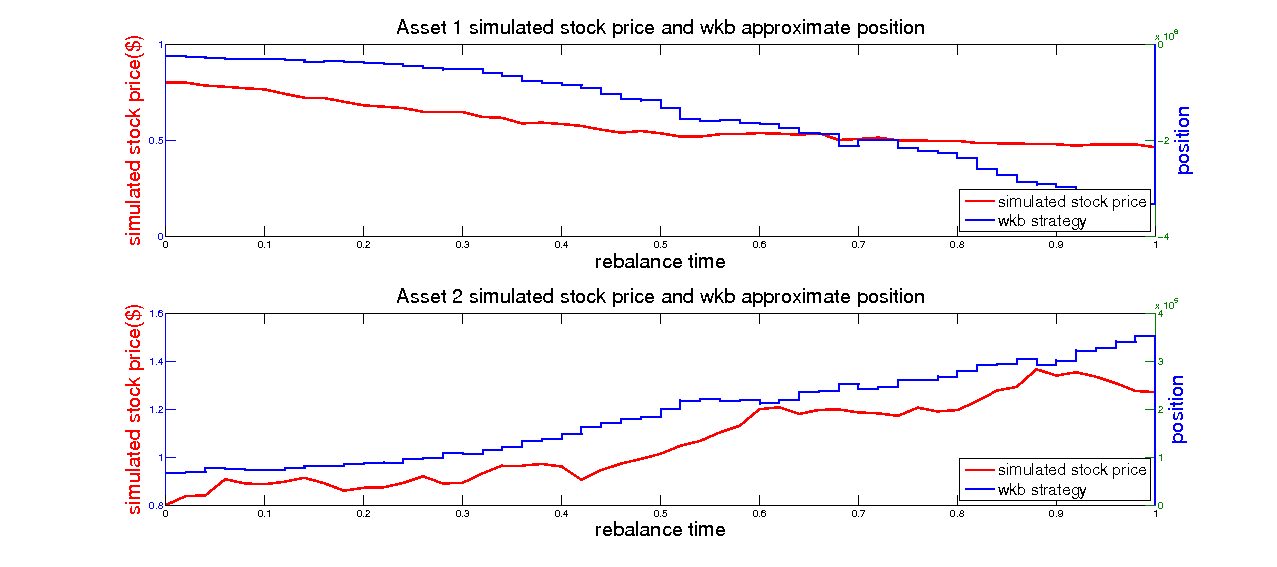 Asset 1 simulated stock price and wkb approximate position
x 10
simulated stock price($)
1
0.5
0
0
−2
−4
position
simulated stock price
wkb strategy
0 0.1 0.2 0.3 0.4 0.5 0.6 0.7 0.8 0.9 1
rebalance time
Asset 2 simulated stock price and wkb approximate position
x 10
simulated stock price($)
1.6
1.4
1.2
1
0.8
4
3
2
1
0
position
simulated stock price
wkb strategy
0 0.1 0.2 0.3 0.4 0.5 0.6 0.7 0.8 0.9 1
rebalance time